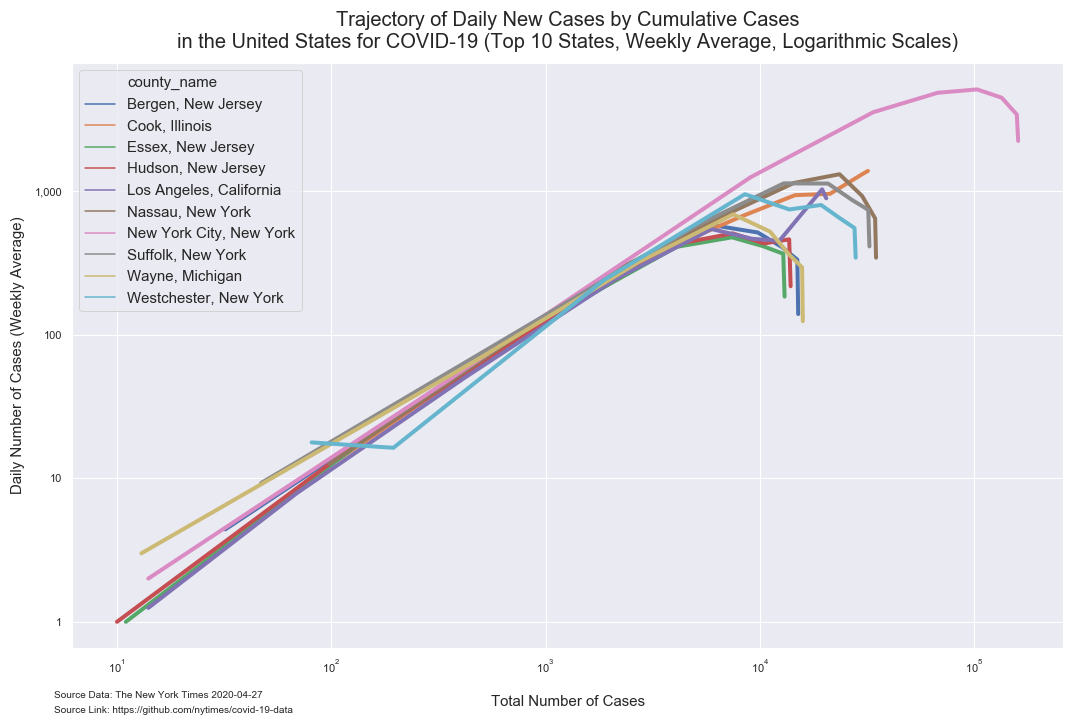 Trajectory of Daily New Cases by Cumulative Cases
in the United States for COVID-19 (Top 10 States, Weekly Average, Logarithmic Scales)
county_name
Bergen, New Jersey
Cook, Illinois
Essex, New Jersey
Hudson, New Jersey
Los Angeles, California
Nassau, New York
New York City, New York
Suffolk, New York
Wayne, Michigan
Westchester, New York
Daily Number of Cases (Weekly Average)
1,000
100
10
1
10¹
10²
10³
10⁴
10⁵
Total Number of Cases
Source Data: The New York Times 2020-04-27
Source Link: https://github.com/nytimes/covid-19-data